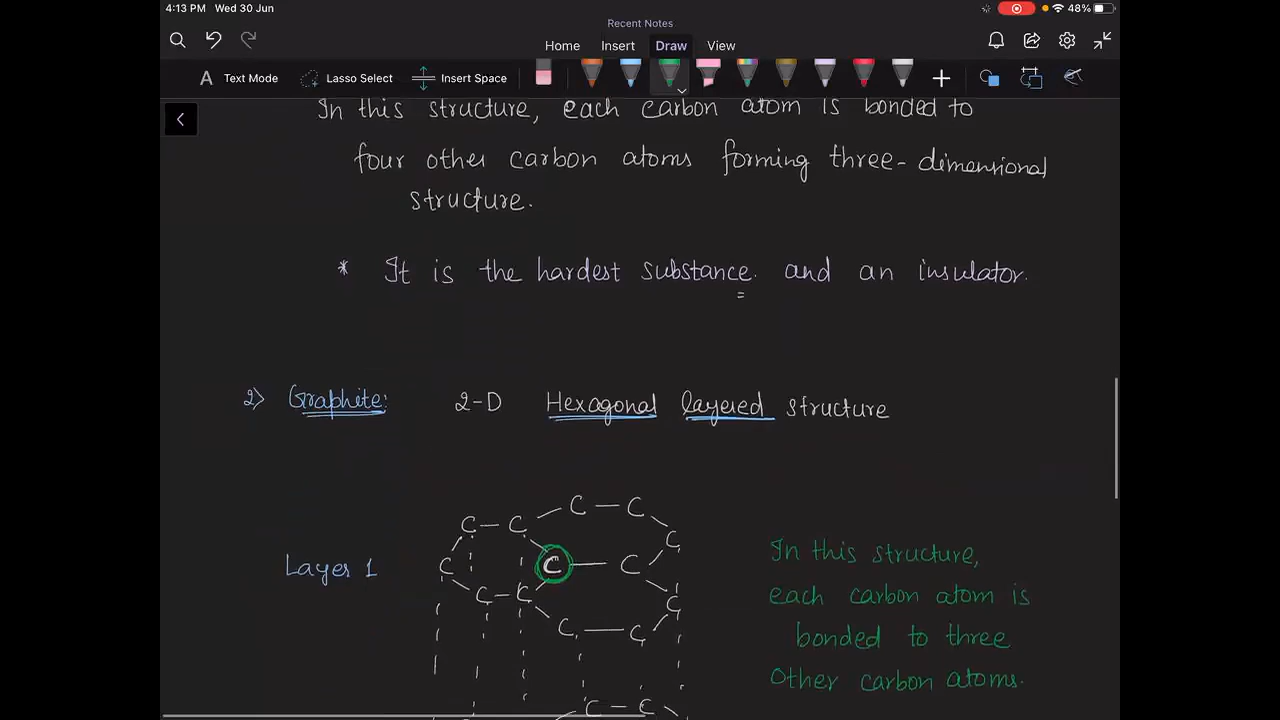 4:13 PM Wed 30 Jun
48%
Recent Notes
Home Insert Draw View
Text Mode Lasso Select Insert Space
In this structure, each carbon atom is bonded to
four other carbon atoms forming three-dimensional
structure.
* It is the hardest substance. and an insulator.
2) Graphite: 2-D Hexagonal layered structure
C - C
C - C
C
Layer 1
C C - C
C - C
C
C - C
C - C
In this structure,
each carbon atom is
bonded to three
other carbon atoms.